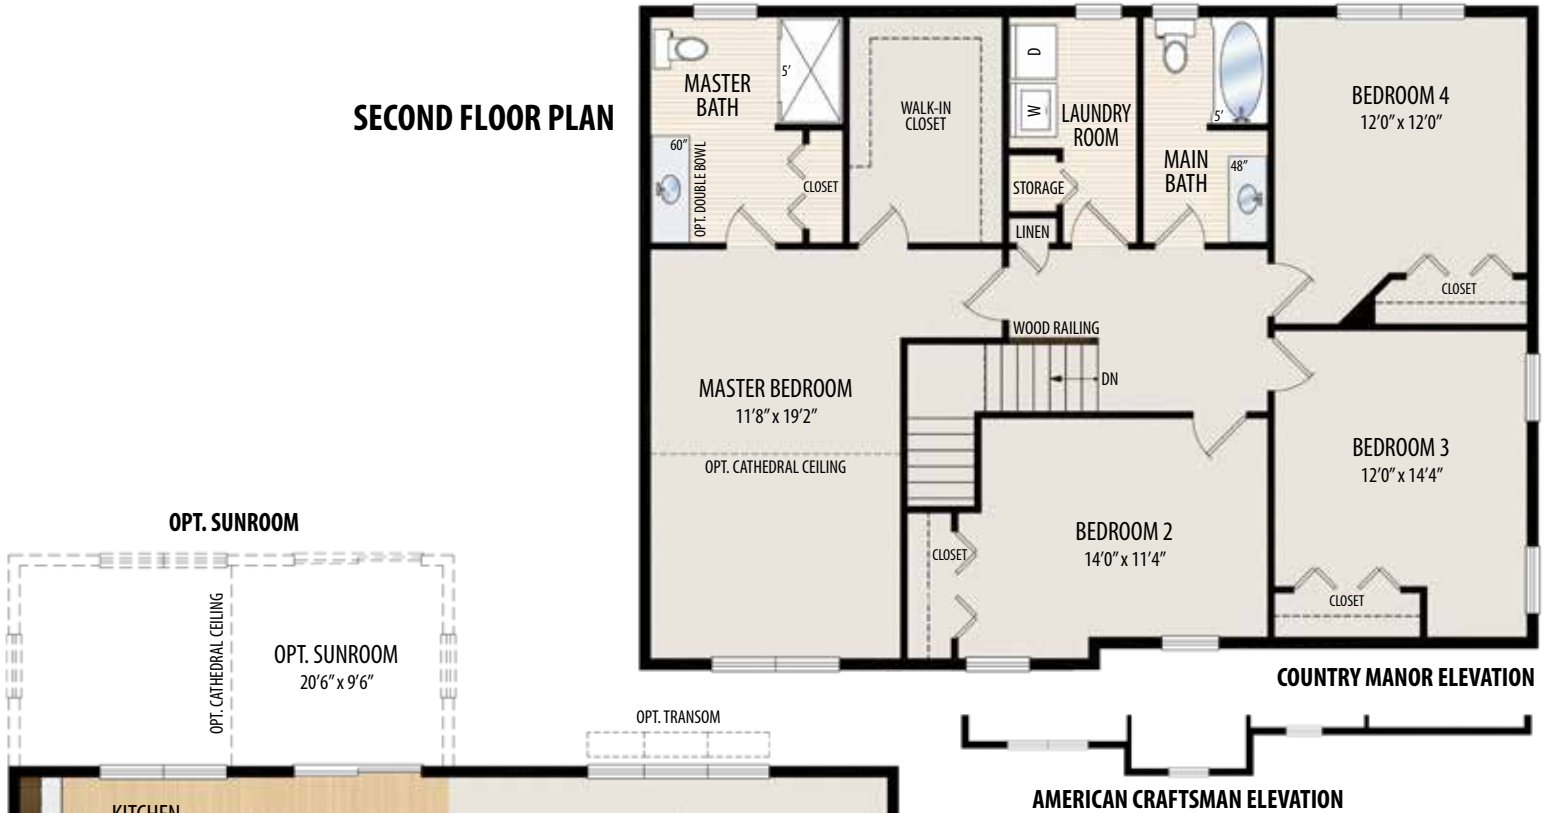 SECOND FLOOR PLAN
MASTER
BATH
5'
60"
OPT. DOUBLE BOWL
CLOSET
WALK-IN
CLOSET
D
W
LAUNDRY
ROOM
STORAGE
LINEN
MAIN
BATH
5'
48"
BEDROOM 4
12'0" x 12'0"
CLOSET
WOOD RAILING
DN
MASTER BEDROOM
11'8" x 19'2"
OPT. CATHEDRAL CEILING
BEDROOM 3
12'0" x 14'4"
CLOSET
BEDROOM 2
14'0" x 11'4"
CLOSET
COUNTRY MANOR ELEVATION
OPT. SUNROOM
OPT. CATHEDRAL CEILING
OPT. SUNROOM
20'6" x 9'6"
OPT. TRANSOM
AMERICAN CRAFTSMAN ELEVATION
KITCHEN